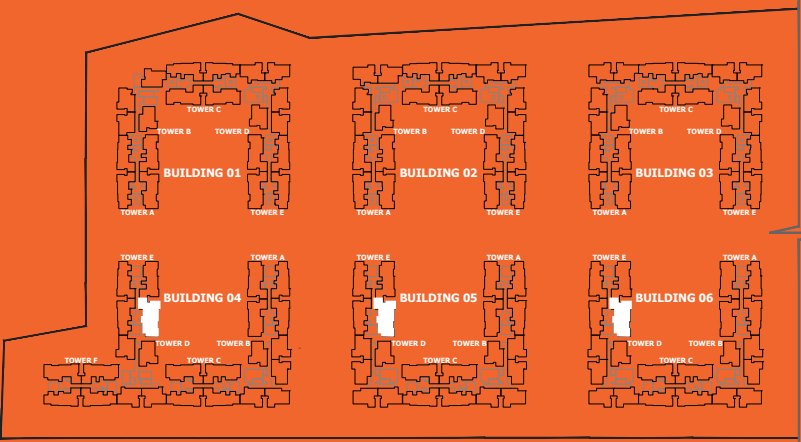 TOWER C TOWER C TOWER C
TOWER B TOWER D TOWER B TOWER D TOWER B TOWER D
BUILDING 01 BUILDING 02 BUILDING 03
TOWER A TOWER E TOWER A TOWER E TOWER A TOWER E
TOWER E TOWER A TOWER E TOWER A TOWER E TOWER A
BUILDING 04 BUILDING 05 BUILDING 06
TOWER D TOWER B TOWER D TOWER B TOWER D TOWER B
TOWER F TOWER C TOWER C TOWER C